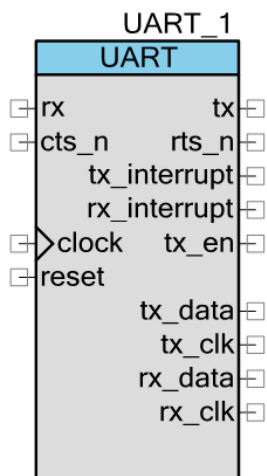 UART_1
UART
rx tx
cts_n rts_n
tx_interrupt
rx_interrupt
clock tx_en
reset
tx_data
tx_clk
rx_data
rx_clk